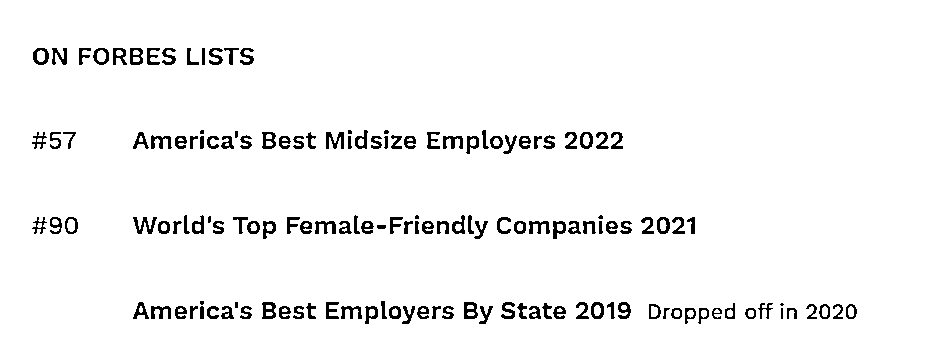 ON FORBES LISTS
#57 America's Best Midsize Employers 2022
#90 World's Top Female-Friendly Companies 2021
America's Best Employers By State 2019 Dropped off in 2020